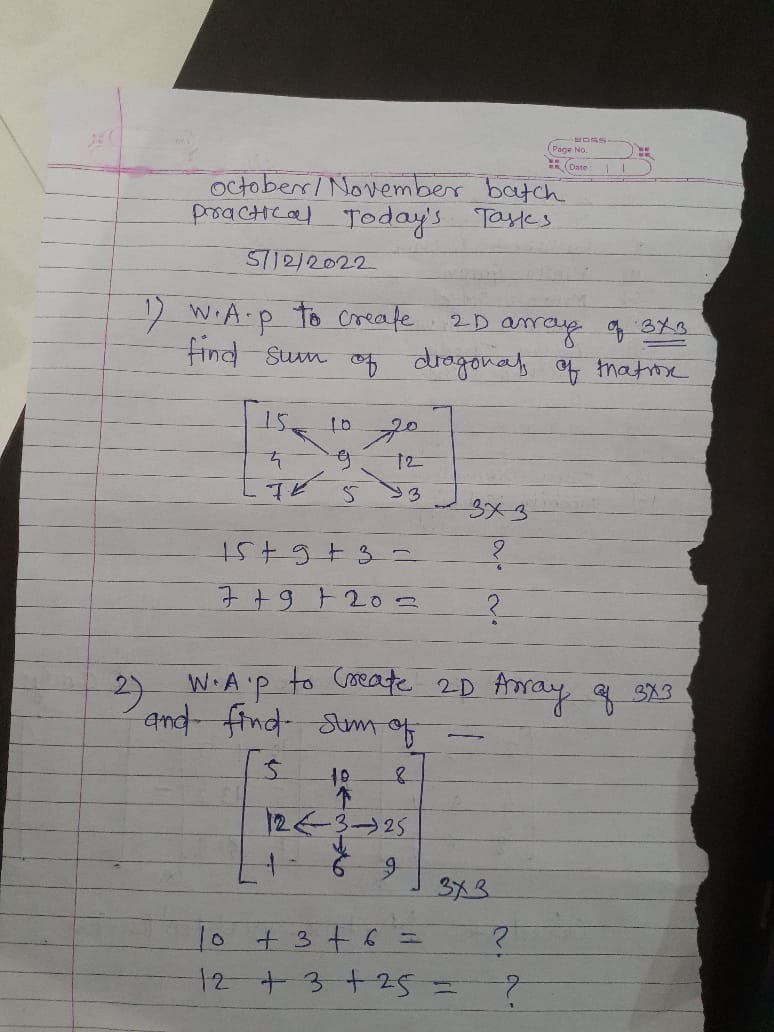 BOSS
Page No.
Date
October/November batch
practical Today's Tasks
5/12/2022
1) W.A.p to create 2D array of 3x3
find sum of diagonals of matrix
15 10 20
4 9 12
7 5 3
3x3
15 + 9 + 3 = ?
7 + 9 + 20 = ?
2) W.A.p to Create 2D Array of 3x3
and find sum of —
5 10 8
12 ← 3 → 25
1 6 9
3x3
10 + 3 + 6 = ?
12 + 3 + 25 = ?